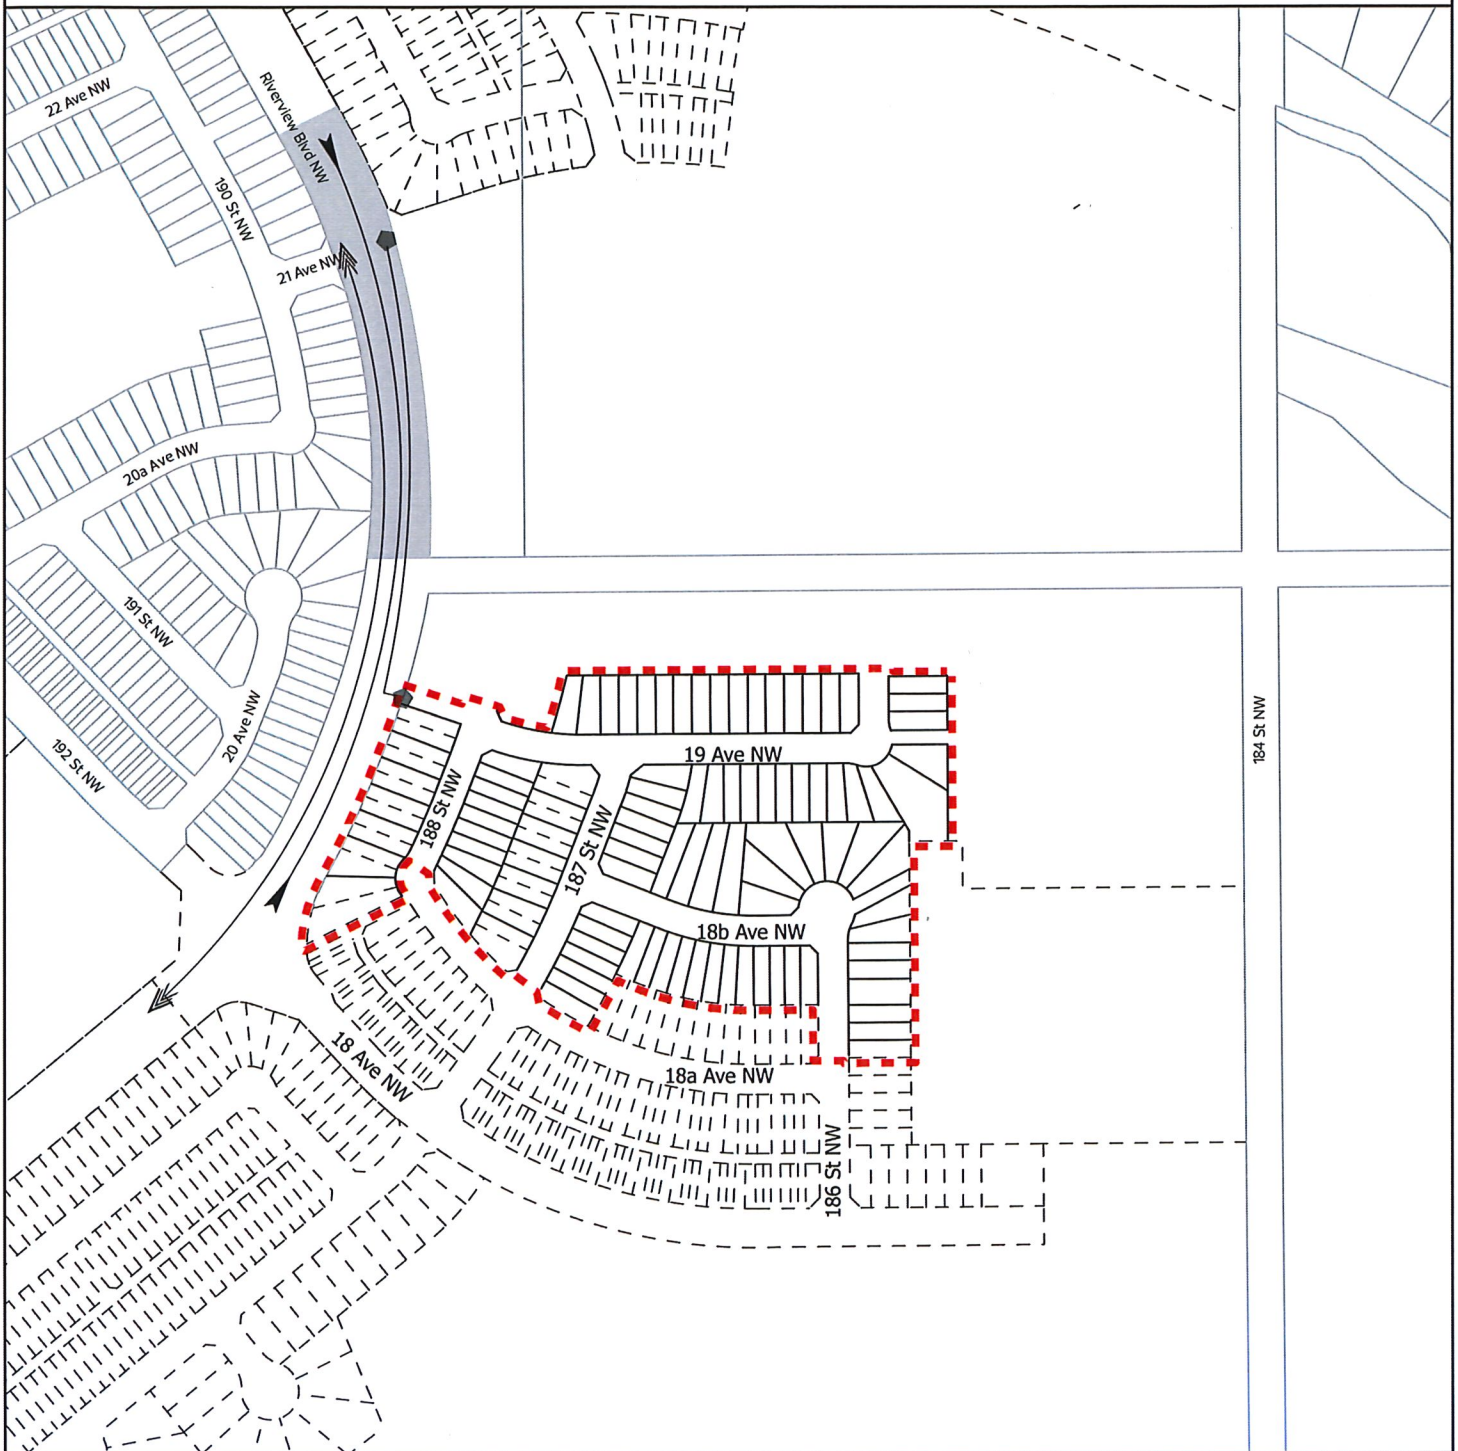 22 Ave NW
Riverview Blvd NW
190 St NW
21 Ave NW
20a Ave NW
191 St NW
20 Ave NW
192 St NW
184 St NW
19 Ave NW
188 St NW
187 St NW
18b Ave NW
18 Ave NW
18a Ave NW
186 St NW